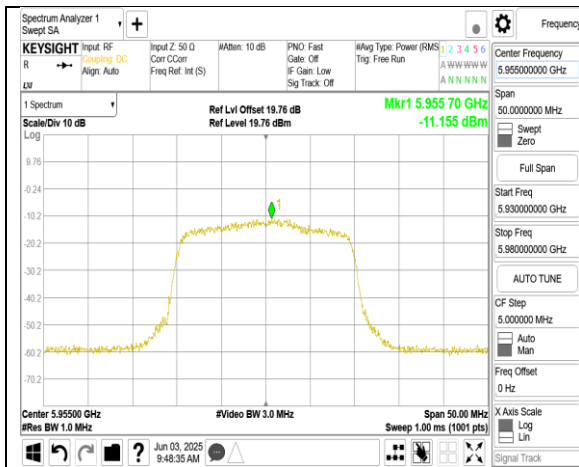 Spectrum Analyzer 1
Swept SA
Frequency
KEYSIGHT
R
LXI
Input: RF
Coupling: DC
Align: Auto
Input Z: 50 Ω
Corr CCorr
Freq Ref: Int (S)
#Atten: 10 dB
PNO: Fast
Gate: Off
IF Gain: Low
Sig Track: Off
#Avg Type: Power (RMS
Trig: Free Run
1 2 3 4 5 6
A W W W W W
A N N N N N
1 Spectrum
Scale/Div 10 dB
Log
Ref Lvl Offset 19.76 dB
Ref Level 19.76 dBm
Mkr1 5.955 70 GHz
-11.155 dBm
9.76
-0.24
-10.2
-20.2
-30.2
-40.2
-50.2
-60.2
-70.2
1
Center 5.95500 GHz
#Res BW 1.0 MHz
#Video BW 3.0 MHz
Span 50.00 MHz
Sweep 1.00 ms (1001 pts)
Center Frequency
5.955000000 GHz
Span
50.0000000 MHz
Swept
Zero
Full Span
Start Freq
5.930000000 GHz
Stop Freq
5.980000000 GHz
AUTO TUNE
CF Step
5.000000 MHz
Auto
Man
Freq Offset
0 Hz
X Axis Scale
Log
Lin
Signal Track
?
Jun 03, 2025
9:48:35 AM